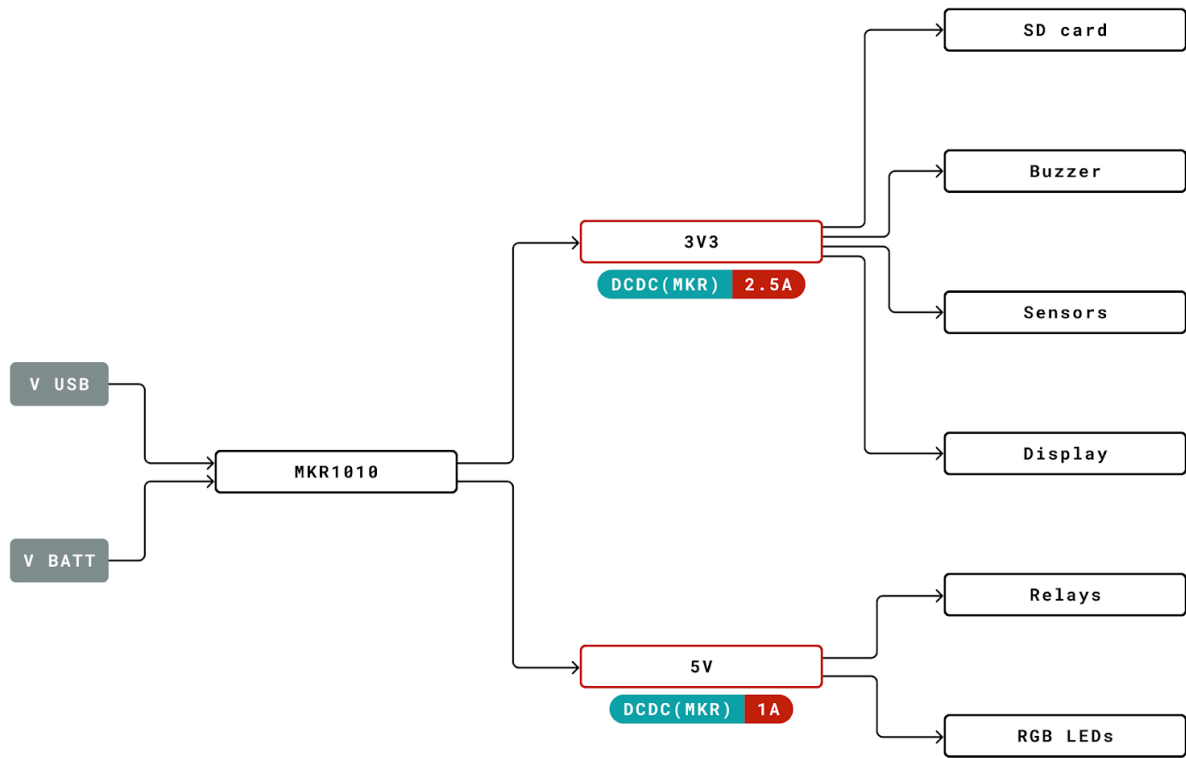 SD card
Buzzer
3V3
DCDC(MKR) 2.5A
Sensors
V USB
Display
MKR1010
V BATT
Relays
5V
DCDC(MKR) 1A
RGB LEDs